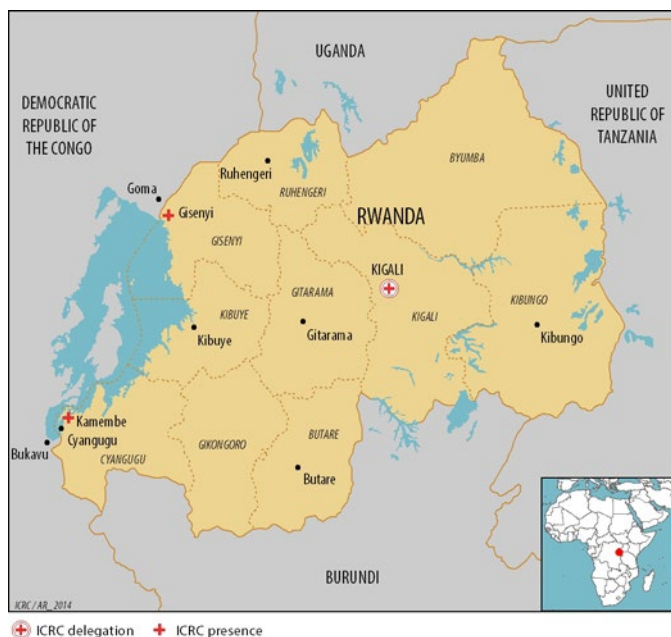 UGANDA
DEMOCRATIC
REPUBLIC OF
THE CONGO
UNITED
REPUBLIC OF
TANZANIA
BYUMBA
Ruhengeri
RUHENGERI
Goma
Gisenyi
RWANDA
GISENYI
KIGALI
GITARAMA
KIBUYE
KIBUNGO
KIGALI
Gitarama
Kibuye
Kibungo
Kamembe
Cyangugu
Bukavu
CYANGUGU
GIKONGORO
BUTARE
Butare
BURUNDI
ICRC / AR_ 2014
ICRC delegation
ICRC presence